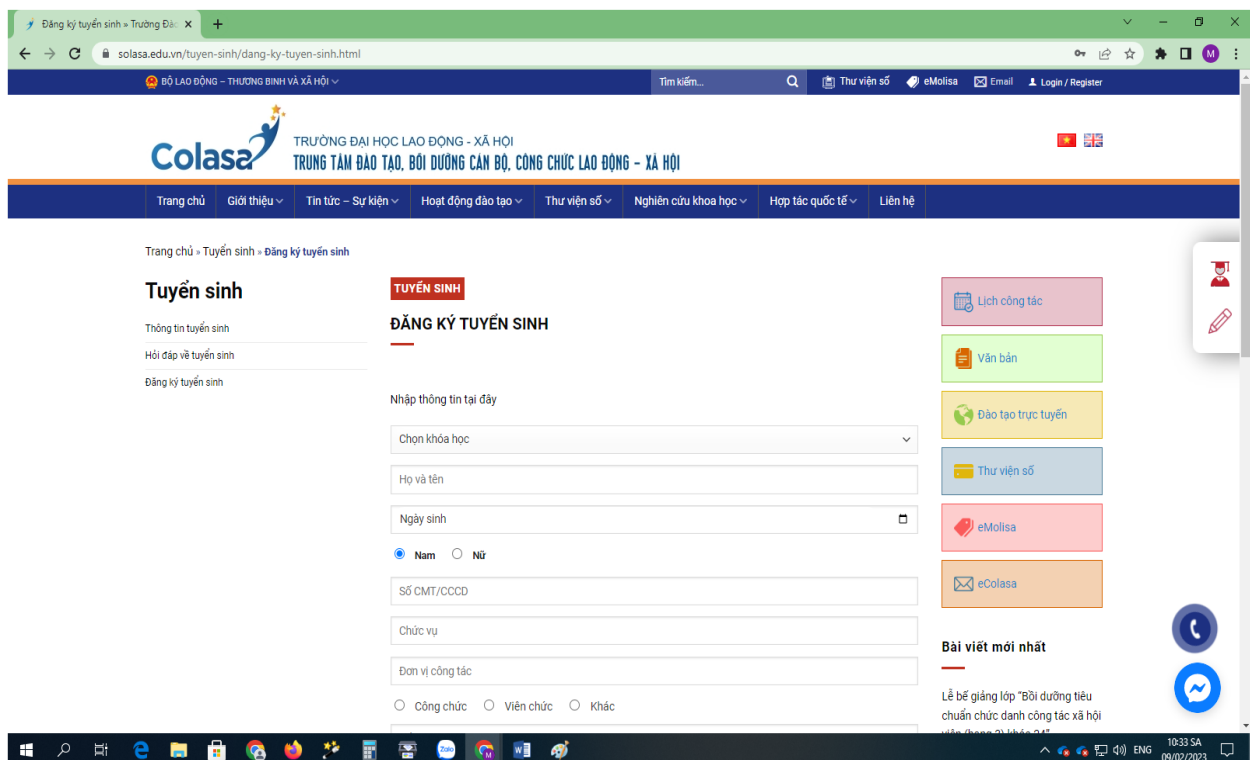 Đăng ký tuyển sinh » Trường Đạ
solasa.edu.vn/tuyen-sinh/dang-ky-tuyen-sinh.html
M
BỘ LAO ĐỘNG – THƯƠNG BINH VÀ XÃ HỘI
Tìm kiếm...
Thư viện số
eMolisa
Email
Login / Register
Colasa
TRƯỜNG ĐẠI HỌC LAO ĐỘNG - XÃ HỘI
TRUNG TÂM ĐÀO TẠO, BỒI DƯỠNG CÁN BỘ, CÔNG CHỨC LAO ĐỘNG – XÃ HỘI
Trang chủ Giới thiệu Tin tức – Sự kiện Hoạt động đào tạo Thư viện số Nghiên cứu khoa học Hợp tác quốc tế Liên hệ
Trang chủ » Tuyển sinh » Đăng ký tuyển sinh
Tuyển sinh
Thông tin tuyển sinh
Hỏi đáp về tuyển sinh
Đăng ký tuyển sinh
TUYỂN SINH
ĐĂNG KÝ TUYỂN SINH
Nhập thông tin tại đây
Chọn khóa học
Họ và tên
Ngày sinh
Nam Nữ
Số CMT/CCCD
Chức vụ
Đơn vị công tác
Công chức Viên chức Khác
Lịch công tác
Văn bản
Đào tạo trực tuyến
Thư viện số
eMolisa
eColasa
Bài viết mới nhất
Lễ bế giảng lớp “Bồi dưỡng tiêu
chuẩn chức danh công tác xã hội
viên (hạng 3) khóa 24”
Zalo
ENG
10:33 SA
09/02/2023